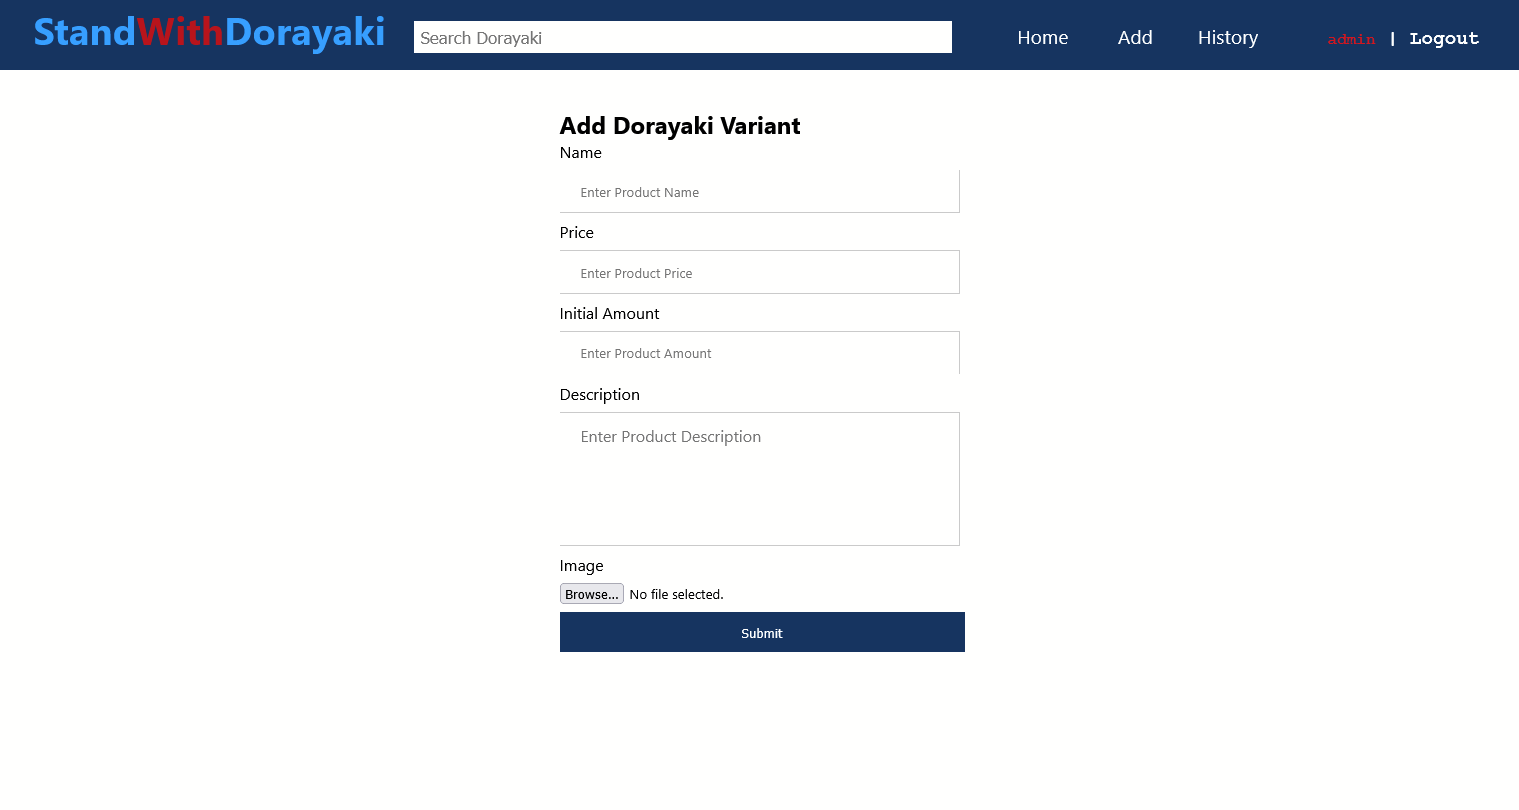 StandWithDorayaki Search Dorayaki Home Add History admin | Logout
Add Dorayaki Variant
Name
Enter Product Name
Price
Enter Product Price
Initial Amount
Enter Product Amount
Description
Enter Product Description
Image
Browse... No file selected.
Submit